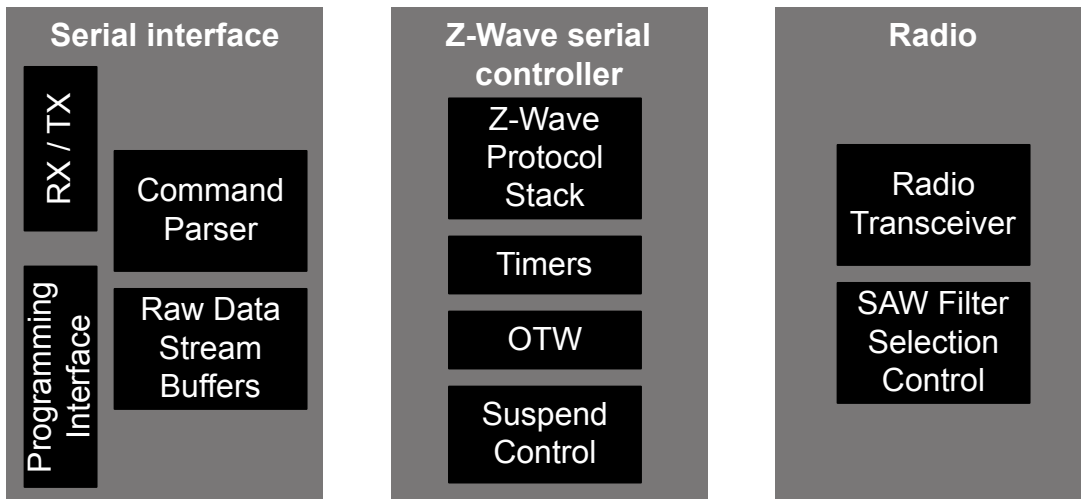 Serial interface
RX / TX
Command
Parser
Programming
Interface
Raw Data
Stream
Buffers
Z-Wave serial
controller
Z-Wave
Protocol
Stack
Timers
OTW
Suspend
Control
Radio
Radio
Transceiver
SAW Filter
Selection
Control